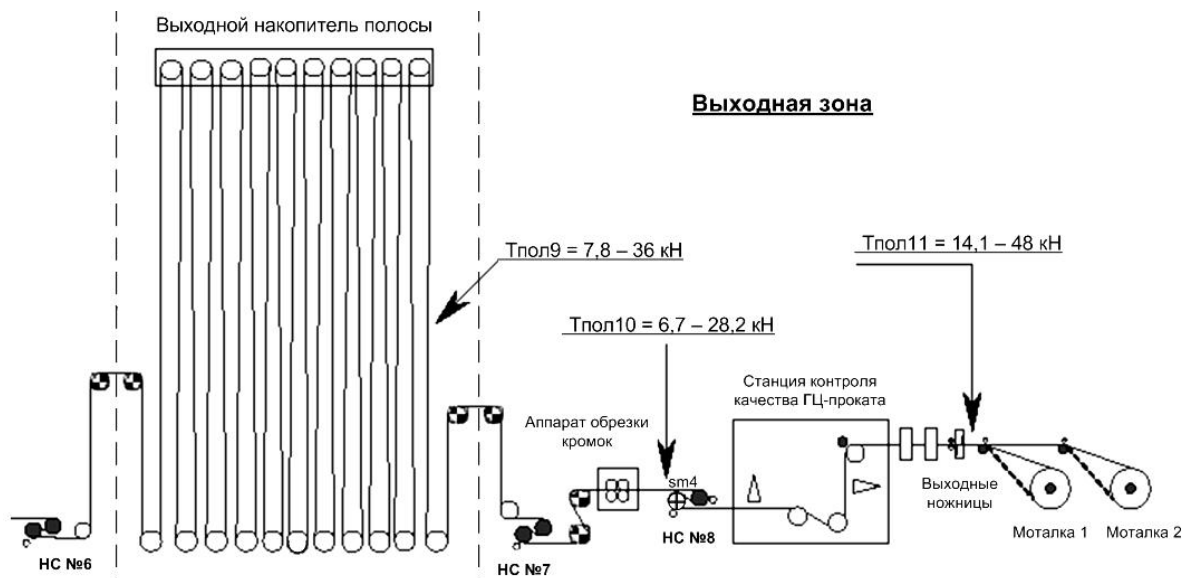 Выходной накопитель полосы
Выходная зона
Тпол9 = 7,8 – 36 кН
Тпол11 = 14,1 – 48 кН
Тпол10 = 6,7 – 28,2 кН
Станция контроля
качества ГЦ-проката
Аппарат обрезки
кромок
sm4
Выходные
ножницы
НС №6
НС №7
НС №8
Моталка 1
Моталка 2